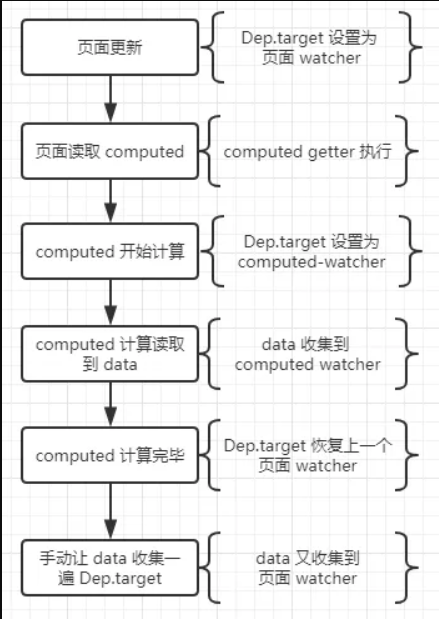 页面更新
Dep.target 设置为
页面 watcher
页面读取 computed
computed getter 执行
computed 开始计算
Dep.target 设置为
computed-watcher
computed 计算读取
到 data
data 收集到
computed watcher
computed 计算完毕
Dep.target 恢复上一个
页面 watcher
手动让 data 收集一
遍 Dep.target
data 又收集到
页面 watcher